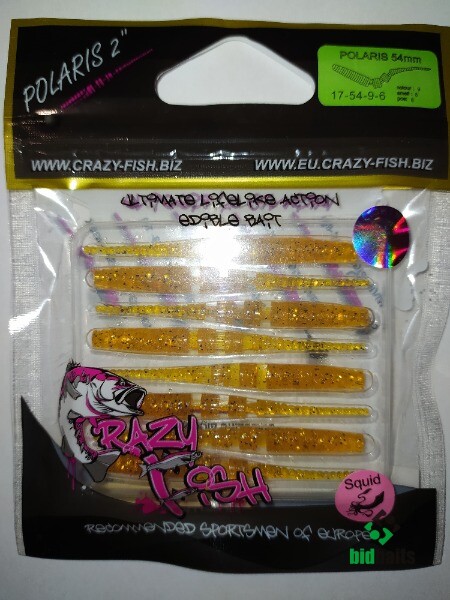 POLARIS 2"
POLARIS 54mm
17-54-9-6
WWW.CRAZY-FISH.BIZ
WWW.EU.CRAZY-FISH.BIZ
ULTIMATE LIFELIKE ACTION
EDIBLE BAIT
CRAZY
FISH
Squid
RECOMMENDED SPORTSMEN OF EUROPE
bidbaits